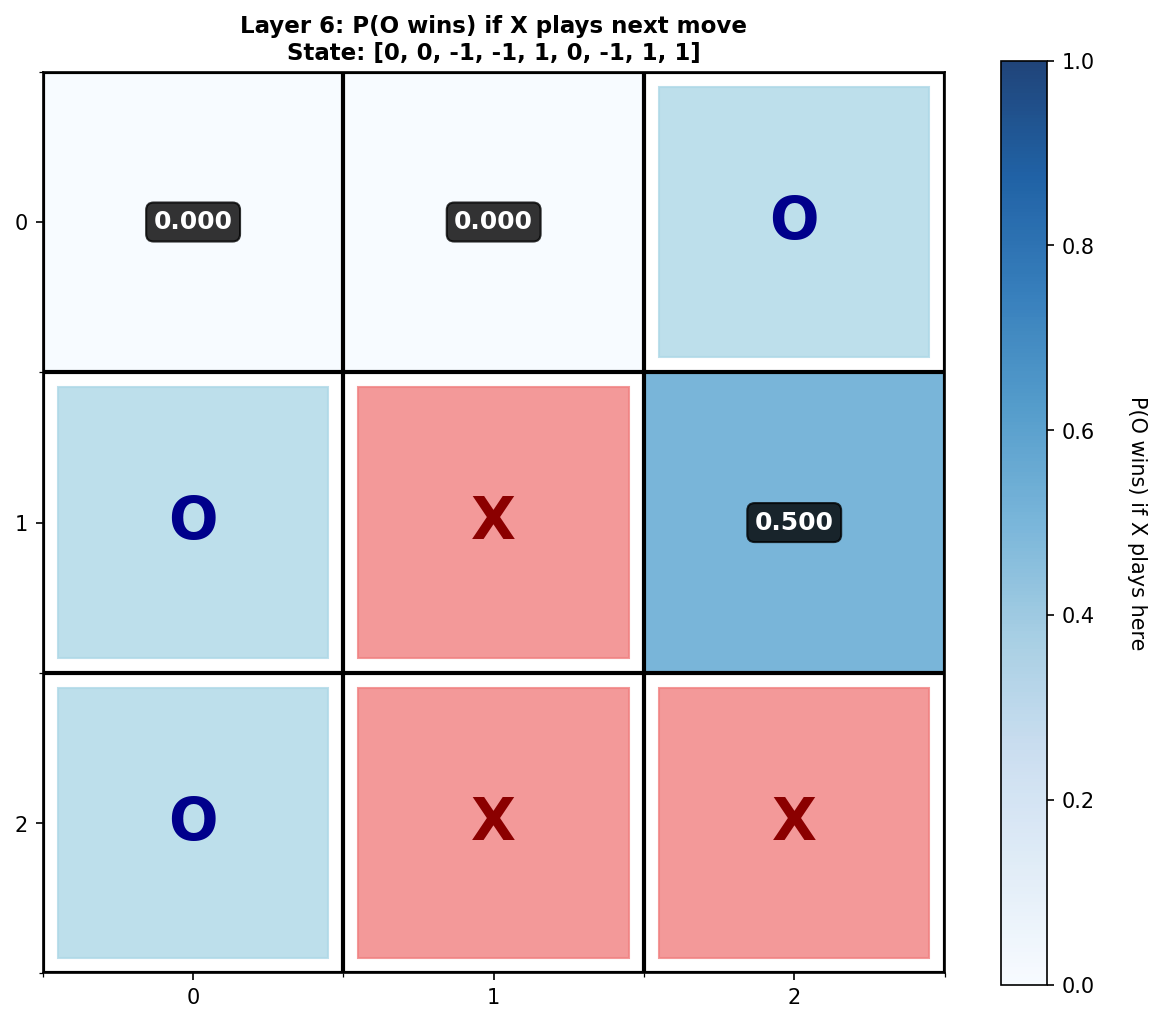 Layer 6: P(O wins) if X plays next move
State: [0, 0, -1, -1, 1, 0, -1, 1, 1]
0
0.000
0.000
O
1
O
X
0.500
2
O
X
X
0
1
2
1.0
0.8
0.6
0.4
0.2
0.0
P(O wins) if X plays here